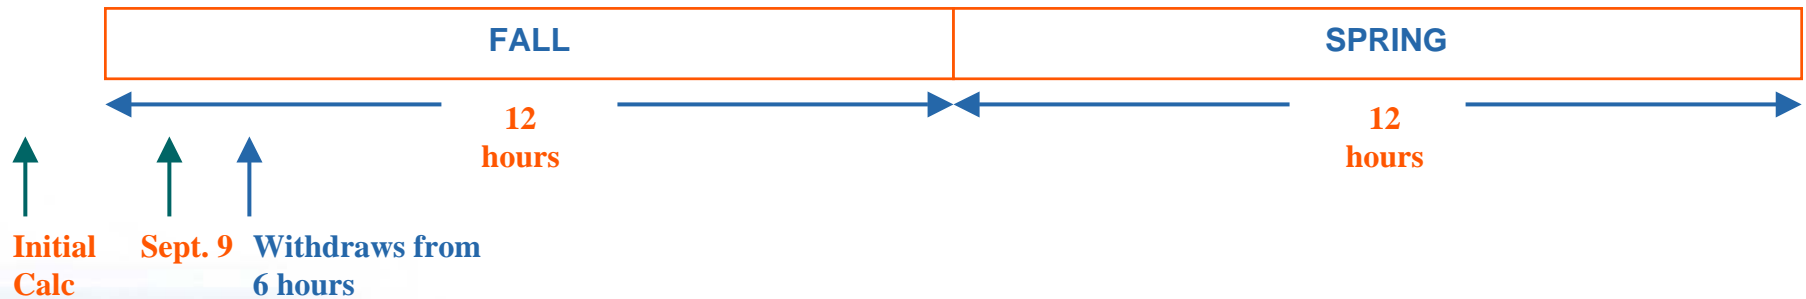 FALL
SPRING
12
hours
12
hours
Initial
Calc
Sept. 9
Withdraws from
6 hours